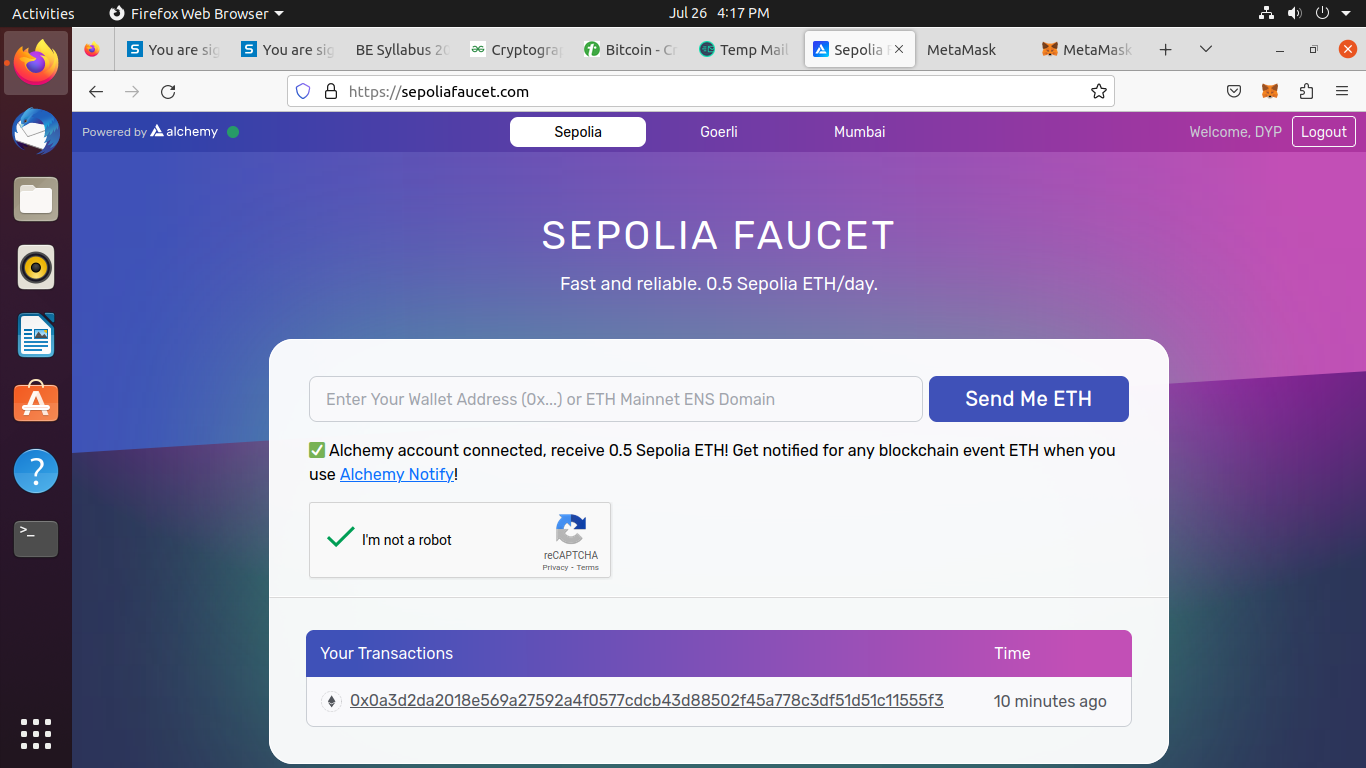 Activities
Firefox Web Browser
Jul 26 4:17 PM
You are sig
You are sig
BE Syllabus 20
Cryptogra
Bitcoin - Cr
Temp Mail
Sepolia F
MetaMask
MetaMask
https://sepoliafaucet.com
Powered by alchemy
Sepolia
Goerli
Mumbai
Welcome, DYP
Logout
SEPOLIA FAUCET
Fast and reliable. 0.5 Sepolia ETH/day.
Enter Your Wallet Address (0x...) or ETH Mainnet ENS Domain
Send Me ETH
✅ Alchemy account connected, receive 0.5 Sepolia ETH! Get notified for any blockchain event ETH when you
use Alchemy Notify!
I'm not a robot
reCAPTCHA
Privacy - Terms
Your Transactions
Time
0x0a3d2da2018e569a27592a4f0577cdcb43d88502f45a778c3df51d51c11555f3
10 minutes ago